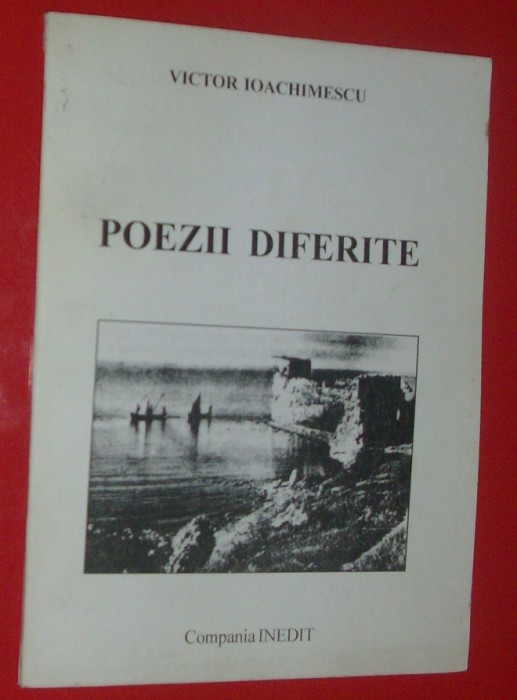 VICTOR IOACHIMESCU
POEZII DIFERITE
Compania INEDIT